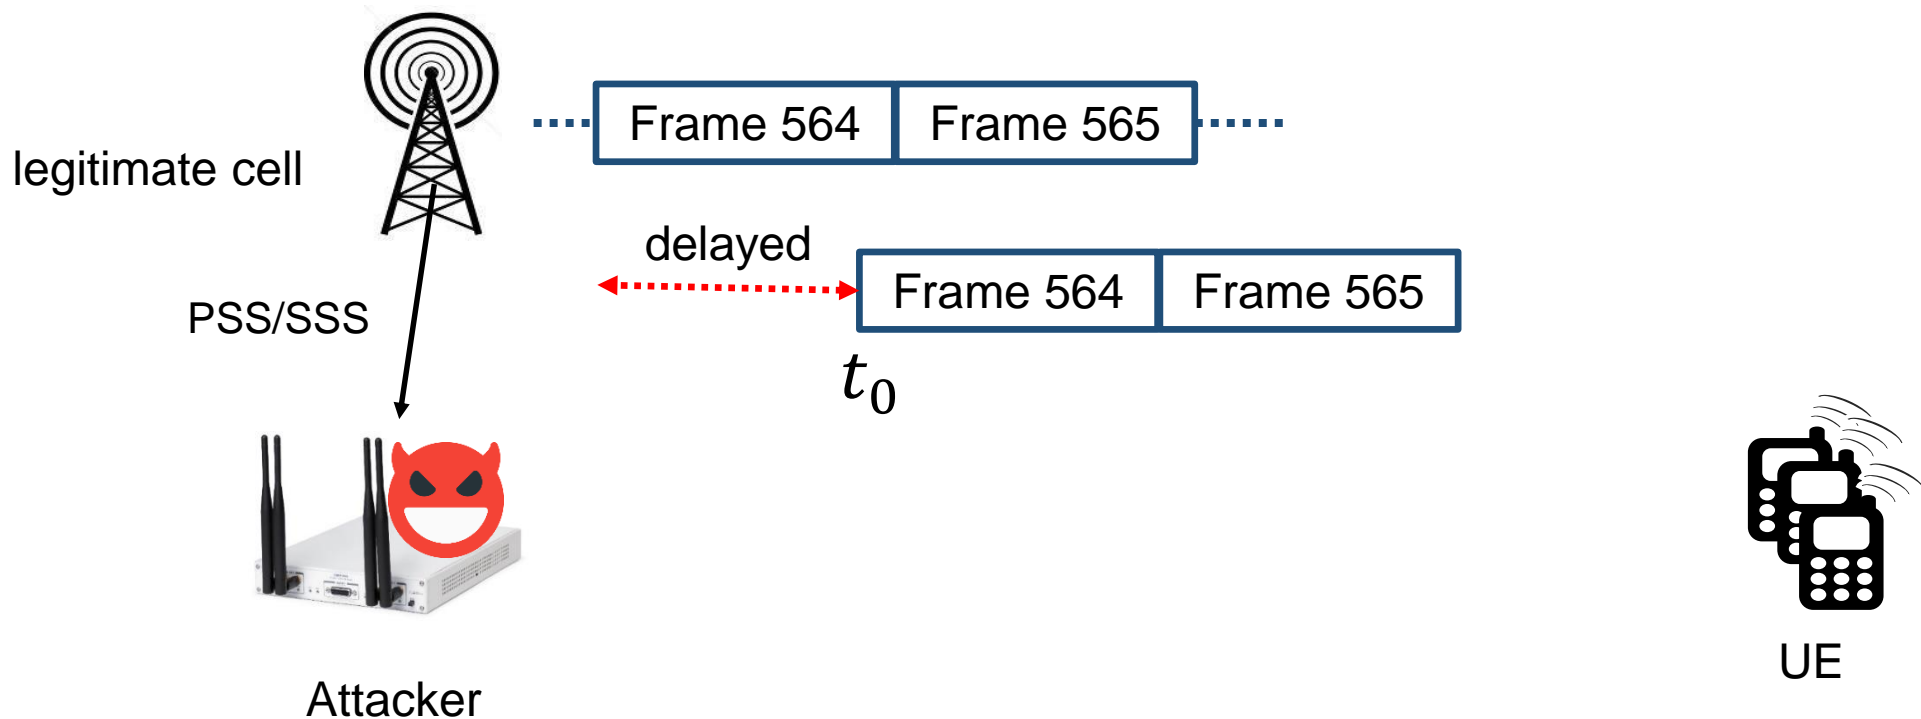 Frame 564 Frame 565
legitimate cell
delayed
Frame 564 Frame 565
PSS/SSS
t₀
UE
Attacker